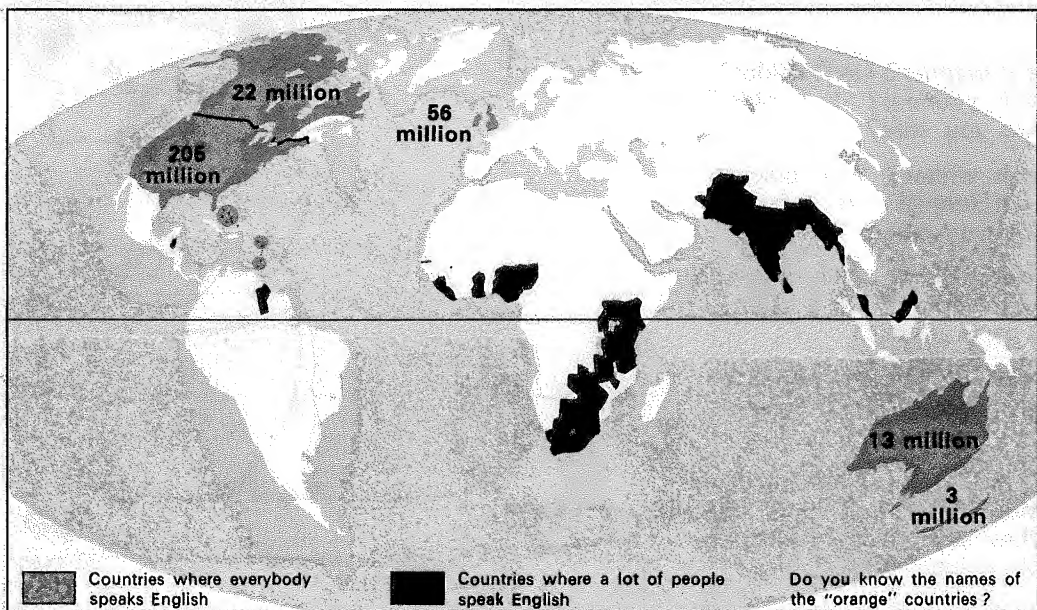 22 million
56
million
205
million
13 million
3
million
Countries where everybody
speaks English
Countries where a lot of people
speak English
Do you know the names of
the "orange" countries ?